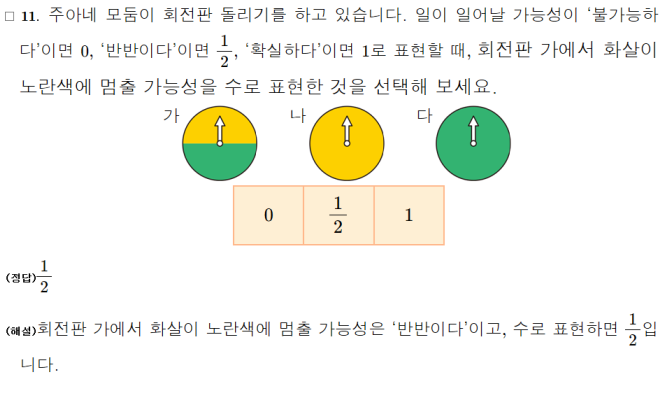 □ 11. 주아네 모둠이 회전판 돌리기를 하고 있습니다. 일이 일어날 가능성이 ‘불가능하
다’이면 0, ‘반반이다’이면 1/2, ‘확실하다’이면 1로 표현할 때, 회전판 가에서 화살이
노란색에 멈출 가능성을 수로 표현한 것을 선택해 보세요.
가 나 다
0 1/2 1
(정답) 1/2
(해설)회전판 가에서 화살이 노란색에 멈출 가능성은 ‘반반이다’이고, 수로 표현하면 1/2입
니다.